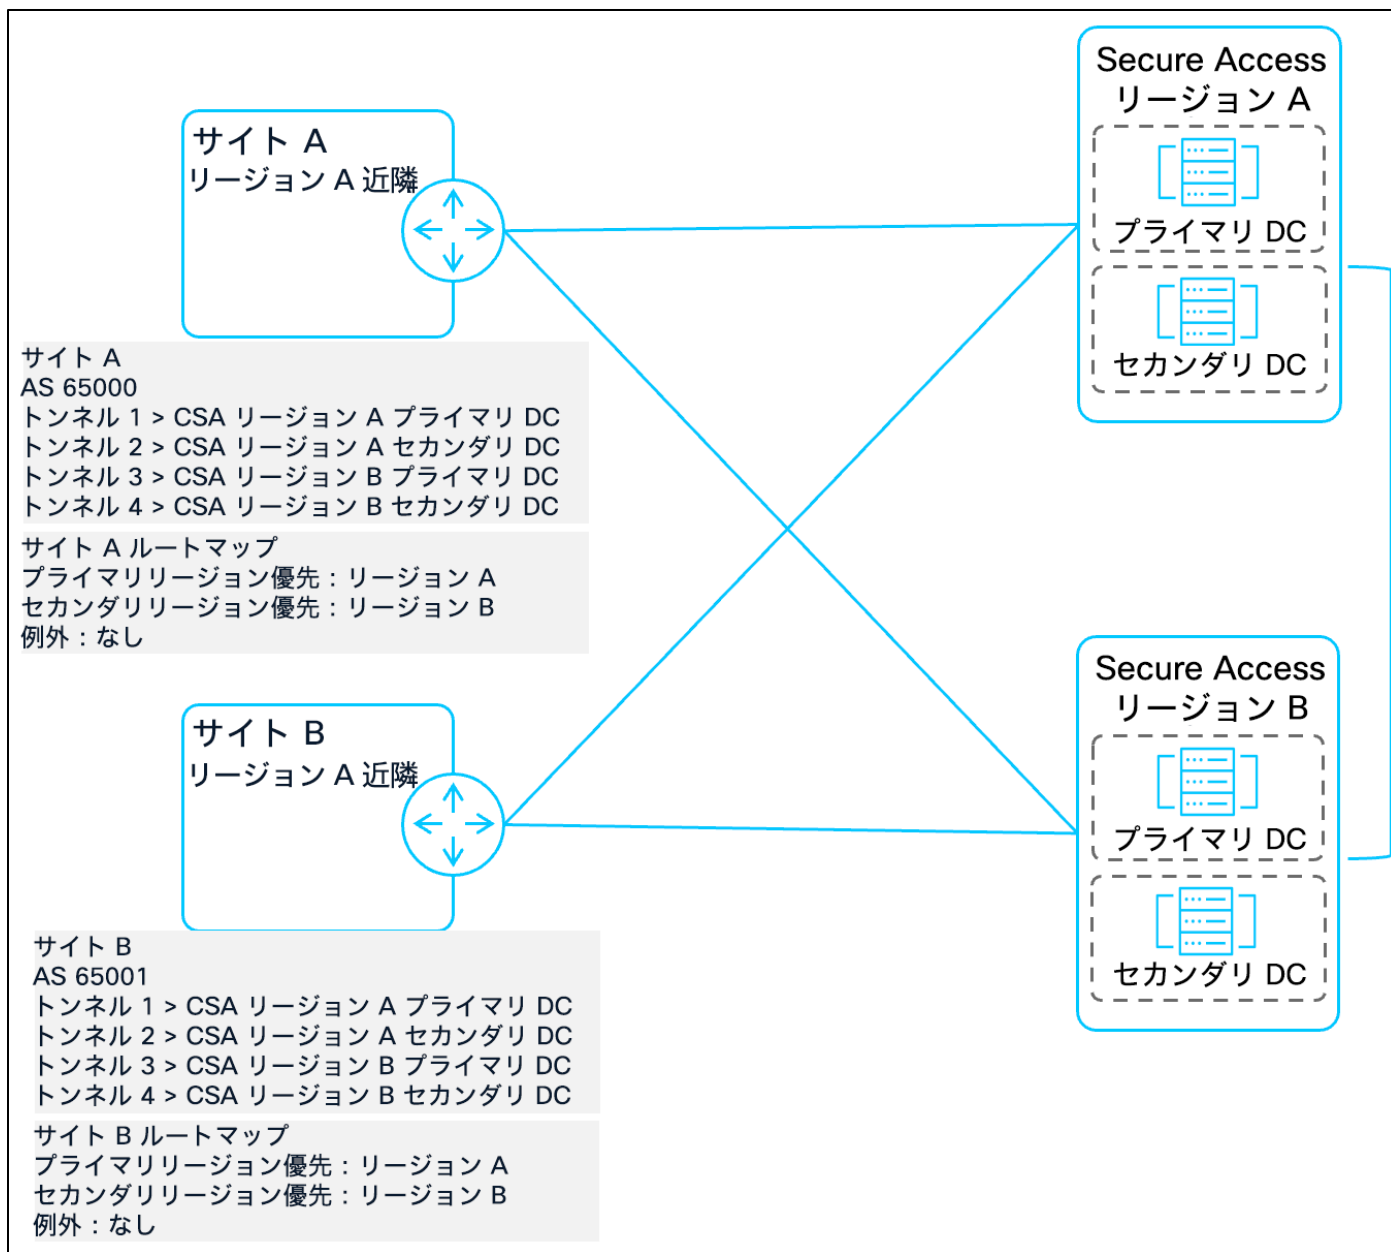 サイト A
リージョン A 近隣
サイト A
AS 65000
トンネル 1 > CSA リージョン A プライマリ DC
トンネル 2 > CSA リージョン A セカンダリ DC
トンネル 3 > CSA リージョン B プライマリ DC
トンネル 4 > CSA リージョン B セカンダリ DC
サイト A ルートマップ
プライマリリージョン優先：リージョン A
セカンダリリージョン優先：リージョン B
例外：なし
サイト B
リージョン A 近隣
サイト B
AS 65001
トンネル 1 > CSA リージョン A プライマリ DC
トンネル 2 > CSA リージョン A セカンダリ DC
トンネル 3 > CSA リージョン B プライマリ DC
トンネル 4 > CSA リージョン B セカンダリ DC
サイト B ルートマップ
プライマリリージョン優先：リージョン A
セカンダリリージョン優先：リージョン B
例外：なし
Secure Access
リージョン A
プライマリ DC
セカンダリ DC
Secure Access
リージョン B
プライマリ DC
セカンダリ DC